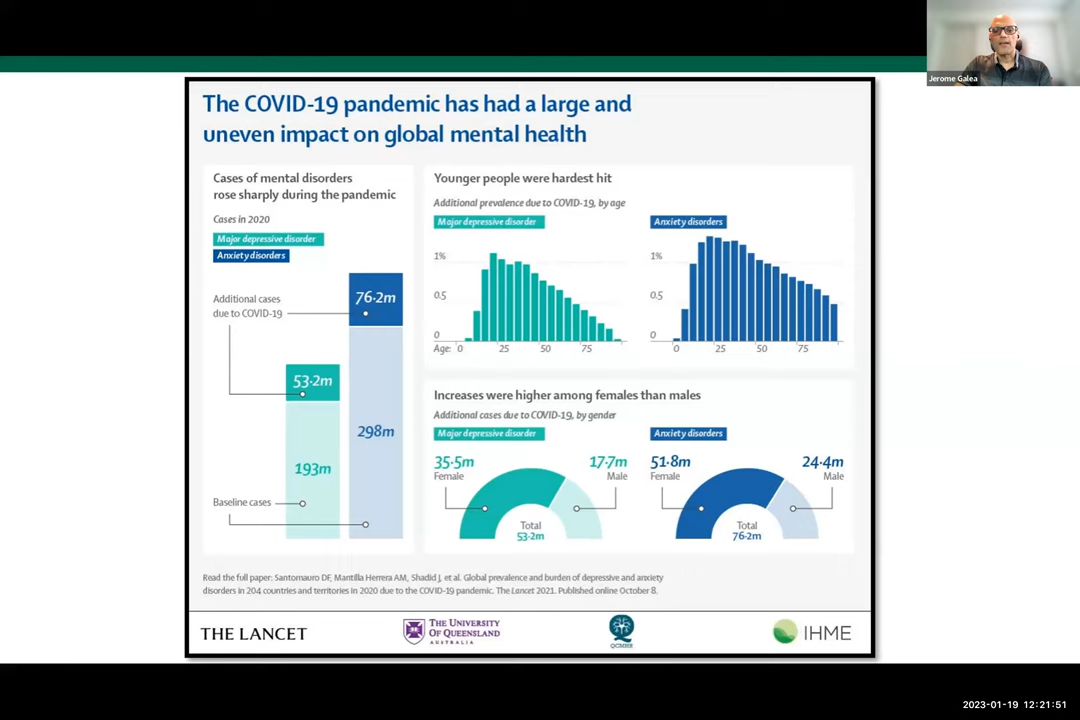 Jerome Galea
The COVID-19 pandemic has had a large and
uneven impact on global mental health
Cases of mental disorders
rose sharply during the pandemic
Cases in 2020
Major depressive disorder
Anxiety disorders
Additional cases
due to COVID-19
76·2m
53·2m
298m
193m
Baseline cases
Younger people were hardest hit
Additional prevalence due to COVID-19, by age
Major depressive disorder
1%
0.5
0
Age: 0 25 50 75
Anxiety disorders
1%
0.5
0
0 25 50 75
Increases were higher among females than males
Additional cases due to COVID-19, by gender
Major depressive disorder
35·5m
Female
17·7m
Male
Total
53·2m
Anxiety disorders
51·8m
Female
24·4m
Male
Total
76·2m
Read the full paper: Santomauro DF, Mantilla Herrera AM, Shadid J, et al. Global prevalence and burden of depressive and anxiety
disorders in 204 countries and territories in 2020 due to the COVID-19 pandemic. The Lancet 2021. Published online October 8.
THE LANCET
THE UNIVERSITY
OF QUEENSLAND
AUSTRALIA
QCMHR
IHME
2023-01-19 12:21:51